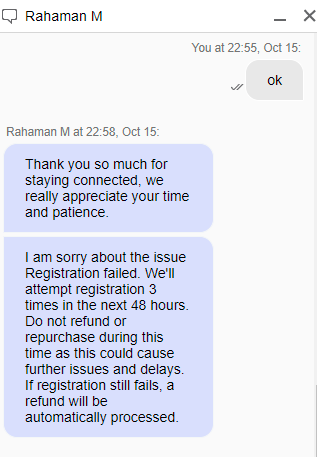 Rahaman M
You at 22:55, Oct 15:
ok
Rahaman M at 22:58, Oct 15:
Thank you so much for
staying connected, we
really appreciate your time
and patience.
I am sorry about the issue
Registration failed. We'll
attempt registration 3
times in the next 48 hours.
Do not refund or
repurchase during this
time as this could cause
further issues and delays.
If registration still fails, a
refund will be
automatically processed.